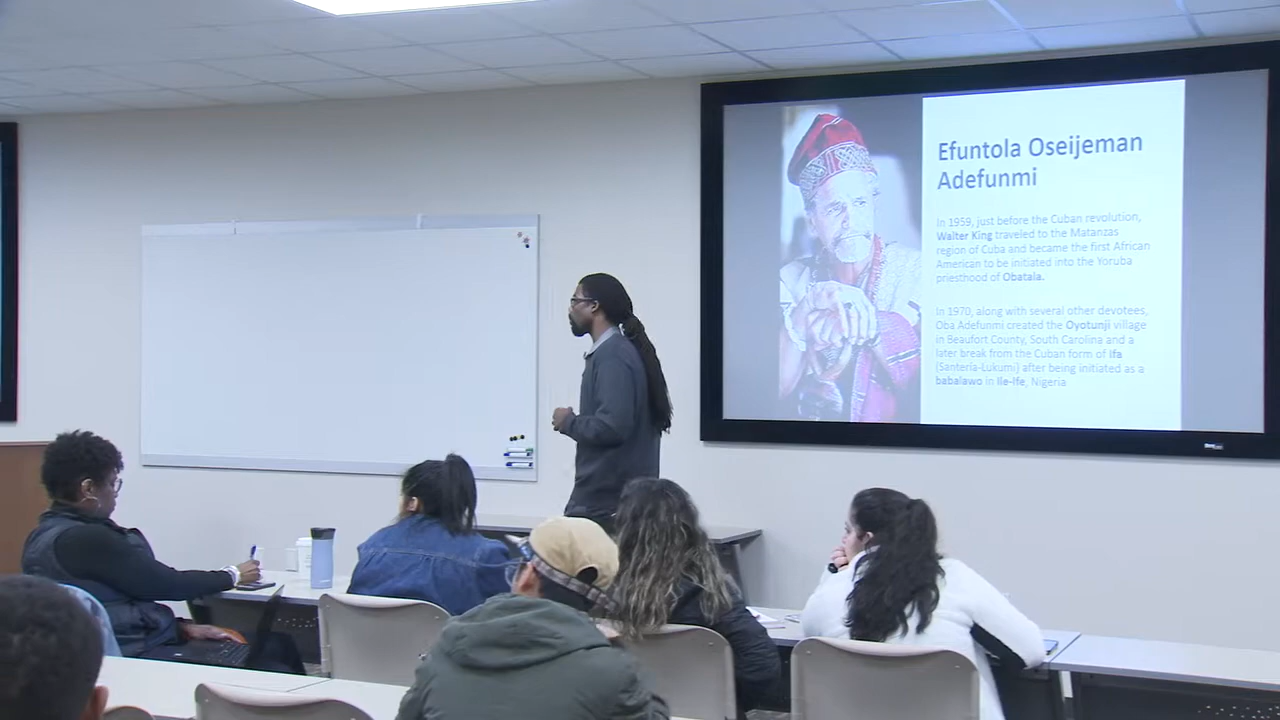 Efuntola Oseijeman
Adefunmi
In 1959, just before the Cuban revolution,
Walter King traveled to the Matanzas
region of Cuba and became the first African
American to be initiated into the Yoruba
priesthood of Obatala.
In 1970, along with several other devotees,
Oba Adefunmi created the Oyotunji village
in Beaufort County, South Carolina and a
later break from the Cuban form of Ifa
(Santeria-Lukumi) after being initiated as a
babalawo in Ile-Ife, Nigeria